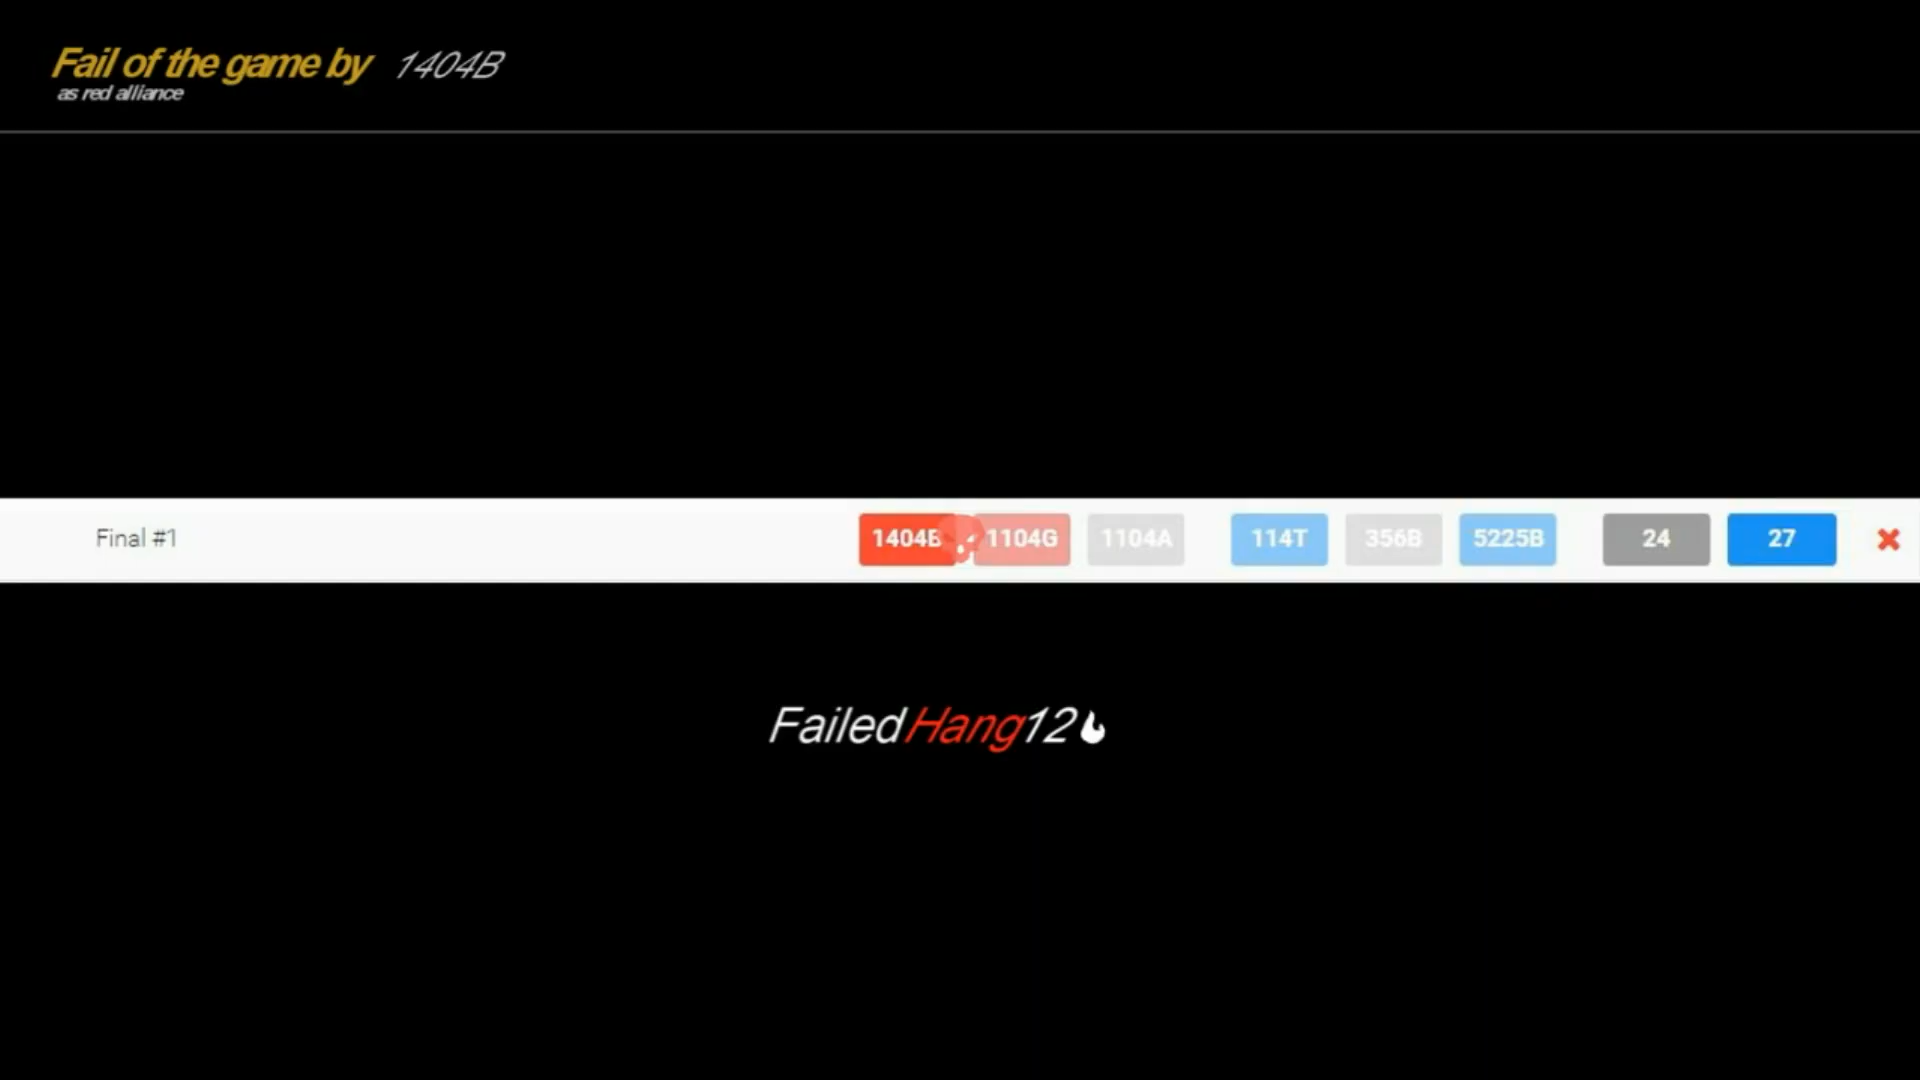 Fail of the game by 1404B
as red alliance
Final #1 1404B 1104G 1104A 114T 356B 5225B 24 27
FailedHang12